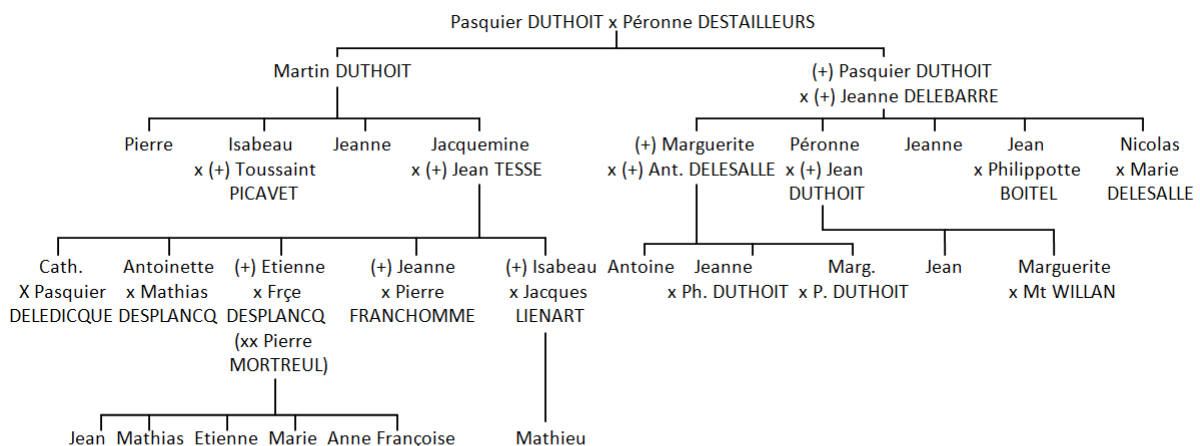 Pasquier DUTHOIT x Péronne DESTAILLEURS
Martin DUTHOIT
(+) Pasquier DUTHOIT
x (+) Jeanne DELEBARRE
Pierre
Isabeau
x (+) Toussaint
PICAVET
Jeanne
Jacquemine
x (+) Jean TESSE
(+) Marguerite
x (+) Ant. DELESALLE
Péronne
x (+) Jean
DUTHOIT
Jeanne
Jean
x Philippotte
BOITEL
Nicolas
x Marie
DELESALLE
Cath.
X Pasquier
DELEDICQUE
Antoinette
x Mathias
DESPLANCQ
(+) Etienne
x Frçe
DESPLANCQ
(xx Pierre
MORTREUL)
(+) Jeanne
x Pierre
FRANCHOMME
(+) Isabeau
x Jacques
LIENART
Antoine
Jeanne
x Ph. DUTHOIT
Marg.
x P. DUTHOIT
Jean
Marguerite
x Mt WILLAN
Jean
Mathias
Etienne
Marie
Anne Françoise
Mathieu